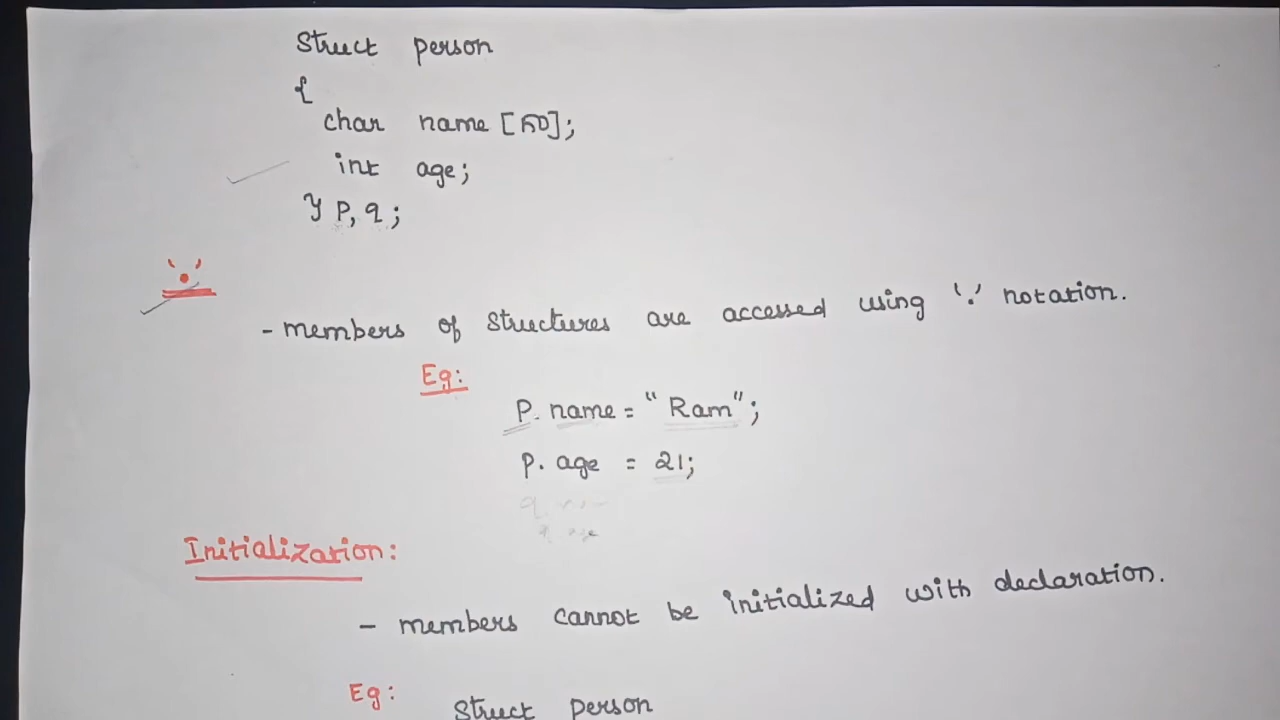 Struct person
{
char name [50];
int age;
} P, q;
'.'
- members of structures are accessed using '.' notation.
Eg:
P. name = "Ram";
P. age = 21;
q.
q. age
Initialization:
- members cannot be initialized with declaration.
Eg: Struct person